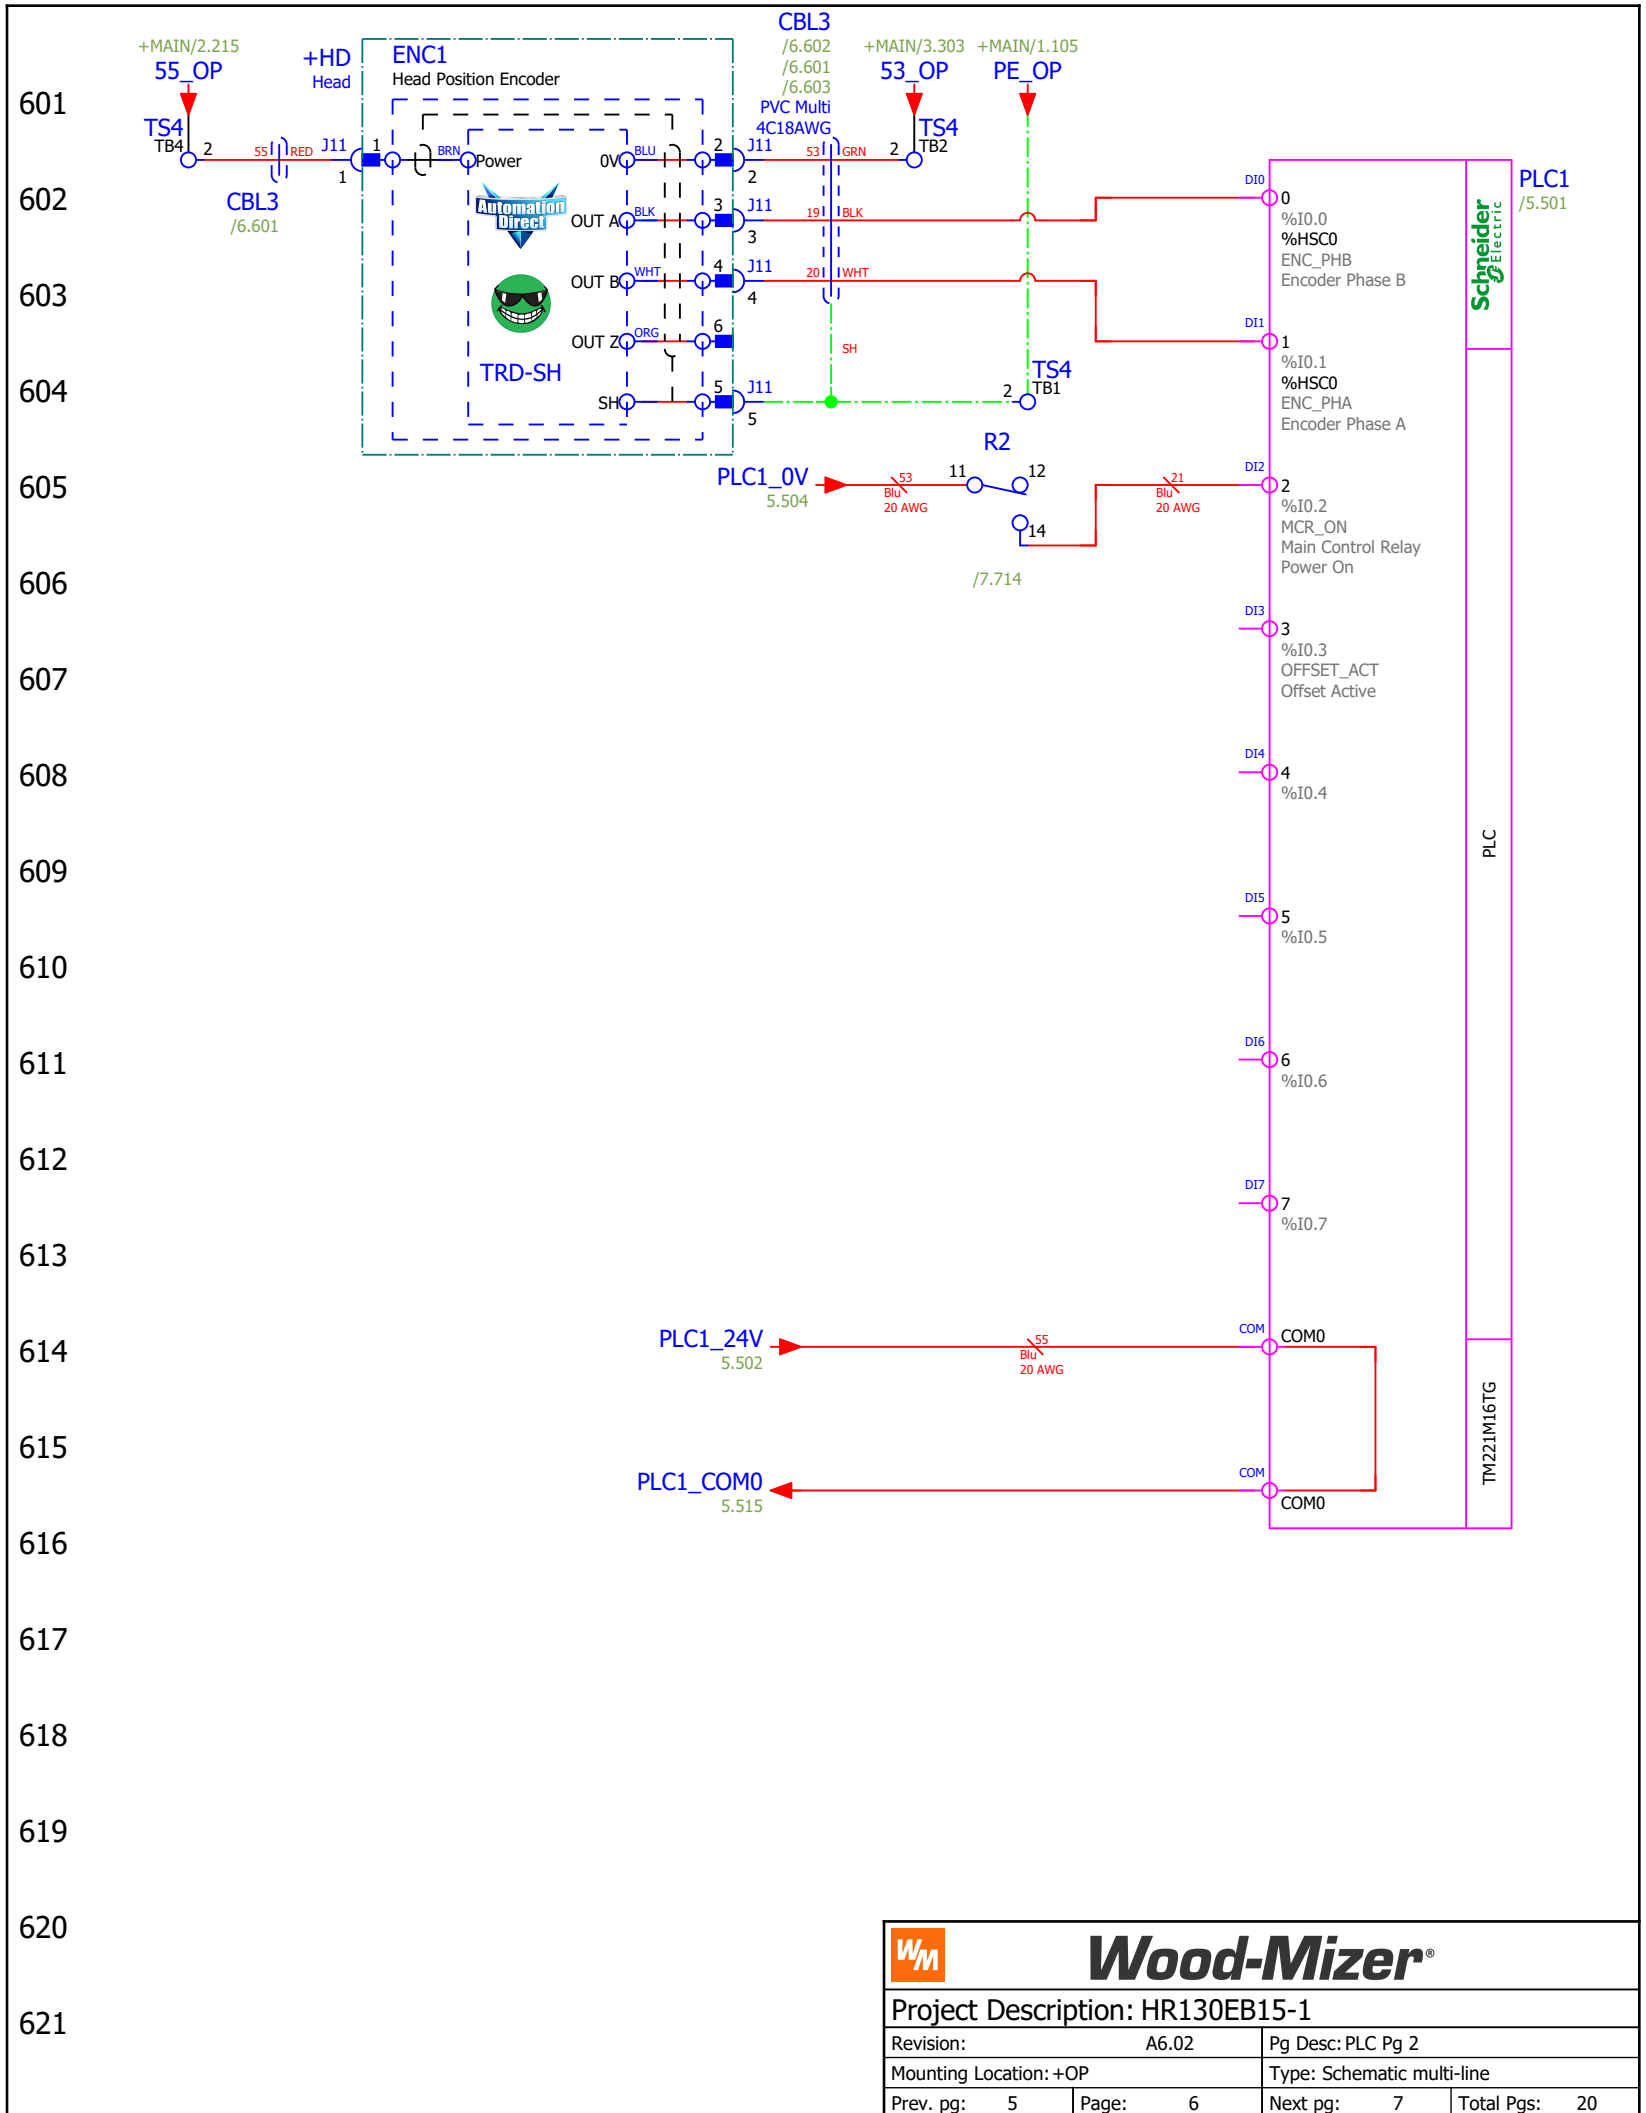 CBL3
/6.602
/6.601
/6.603
PVC Multi
4C18AWG
+MAIN/2.215
55_OP
+HD
Head
ENC1
Head Position Encoder
+MAIN/3.303
53_OP
+MAIN/1.105
PE_OP
601
TS4
TB4
2
55
RED
J11
1
1
BRN
Power
0V
BLU
2
J11
2
53
GRN
2
TS4
TB2
CBL3
/6.601
602
Automation
Direct
OUT A
BLK
3
J11
3
19
BLK
DI0
0
%I0.0
%HSC0
ENC_PHB
Encoder Phase B
Schneider
Electric
PLC1
/5.501
603
OUT B
WHT
4
J11
4
20
WHT
OUT Z
ORG
6
SH
DI1
1
%I0.1
%HSC0
ENC_PHA
Encoder Phase A
604
TRD-SH
SH
5
J11
5
2
TS4
TB1
R2
605
PLC1_0V
5.504
53
Blu
20 AWG
11
12
14
21
Blu
20 AWG
DI2
2
%I0.2
MCR_ON
Main Control Relay
Power On
606
/7.714
DI3
3
%I0.3
OFFSET_ACT
Offset Active
607
608
DI4
4
%I0.4
PLC
609
DI5
5
%I0.5
610
611
DI6
6
%I0.6
612
DI7
7
%I0.7
613
614
PLC1_24V
5.502
55
Blu
20 AWG
COM
COM0
TM221M16TG
615
PLC1_COM0
5.515
COM
COM0
616
617
618
619
620
621
WM
Wood-Mizer®
Project Description: HR130EB15-1
Revision: A6.02
Pg Desc: PLC Pg 2
Mounting Location: +OP
Type: Schematic multi-line
Prev. pg: 5
Page: 6
Next pg: 7
Total Pgs: 20